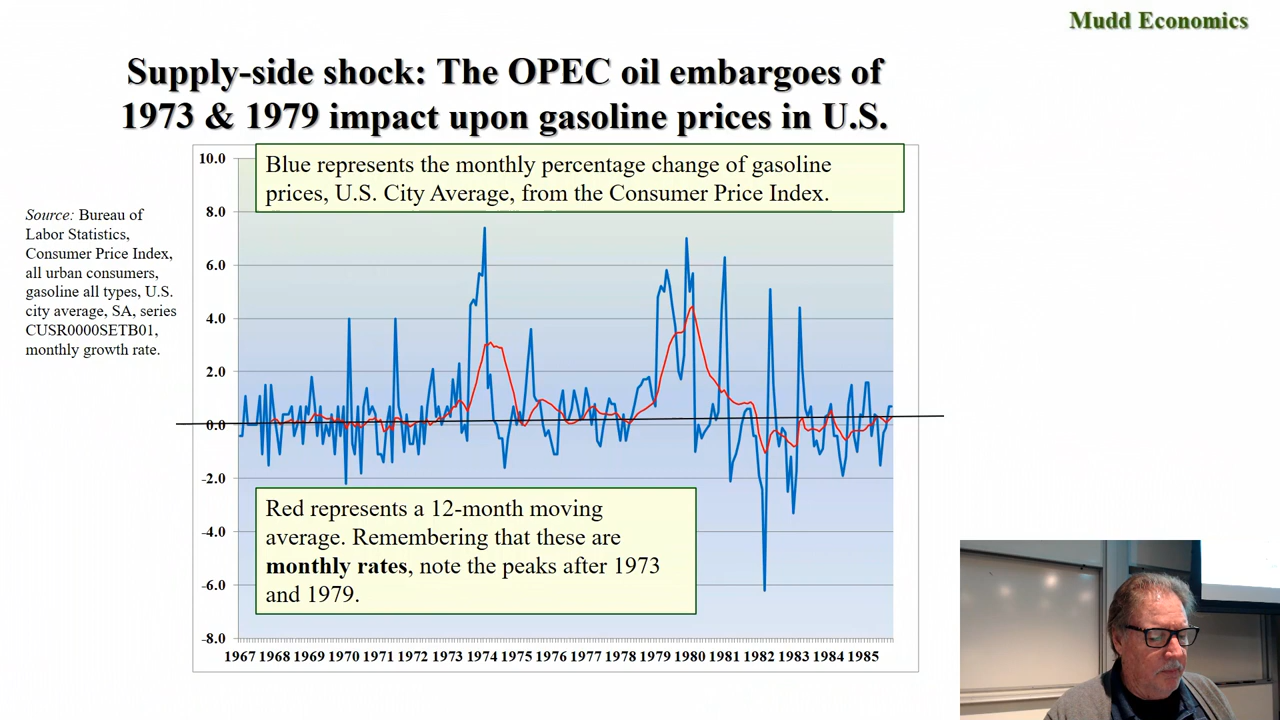 Mudd Economics
Supply-side shock: The OPEC oil embargoes of
1973 & 1979 impact upon gasoline prices in U.S.
Blue represents the monthly percentage change of gasoline
prices, U.S. City Average, from the Consumer Price Index.
Source: Bureau of
Labor Statistics,
Consumer Price Index,
all urban consumers,
gasoline all types, U.S.
city average, SA, series
CUSR0000SETB01,
monthly growth rate.
10.0
8.0
6.0
4.0
2.0
0.0
-2.0
-4.0
-6.0
-8.0
Red represents a 12-month moving
average. Remembering that these are
monthly rates, note the peaks after 1973
and 1979.
1967 1968 1969 1970 1971 1972 1973 1974 1975 1976 1977 1978 1979 1980 1981 1982 1983 1984 1985